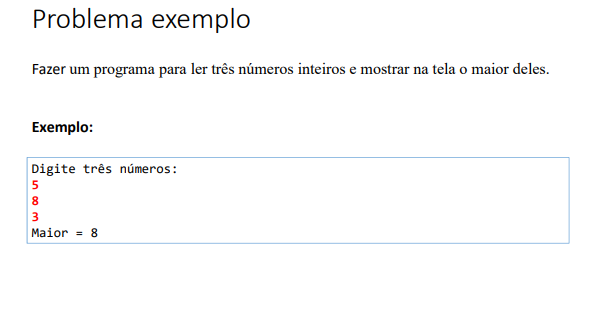 Problema exemplo
Fazer um programa para ler três números inteiros e mostrar na tela o maior deles.
Exemplo:
Digite três números:
5
8
3
Maior = 8